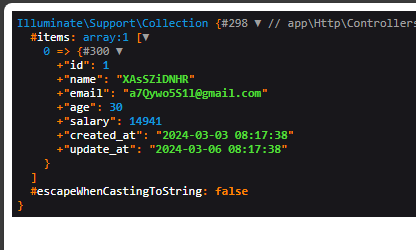 Illuminate\Support\Collection {#298 ▼ // app\Http\Controllers
#items: array:1 [▼
0 => {#300 ▼
+"id": 1
+"name": "XAsSZiDNHR"
+"email": "a7Qywo5S1l@gmail.com"
+"age": 30
+"salary": 14941
+"created_at": "2024-03-03 08:17:38"
+"update_at": "2024-03-06 08:17:38"
}
]
#escapeWhenCastingToString: false
}